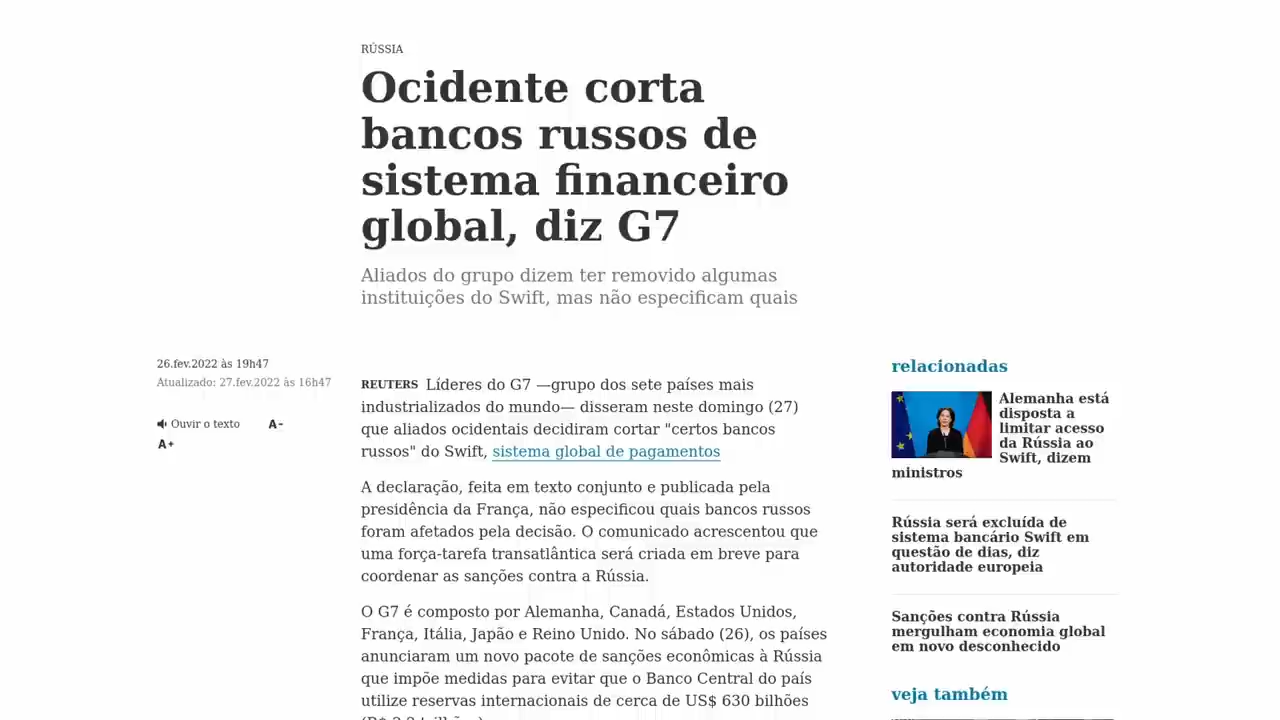 RÚSSIA
Ocidente corta
bancos russos de
sistema financeiro
global, diz G7
Aliados do grupo dizem ter removido algumas
instituições do Swift, mas não especificam quais
26.fev.2022 às 19h47
Atualizado: 27.fev.2022 às 16h47
Ouvir o texto A-
A+
REUTERS Líderes do G7 —grupo dos sete países mais
industrializados do mundo— disseram neste domingo (27)
que aliados ocidentais decidiram cortar "certos bancos
russos" do Swift, sistema global de pagamentos
A declaração, feita em texto conjunto e publicada pela
presidência da França, não especificou quais bancos russos
foram afetados pela decisão. O comunicado acrescentou que
uma força-tarefa transatlântica será criada em breve para
coordenar as sanções contra a Rússia.
O G7 é composto por Alemanha, Canadá, Estados Unidos,
França, Itália, Japão e Reino Unido. No sábado (26), os países
anunciaram um novo pacote de sanções econômicas à Rússia
que impõe medidas para evitar que o Banco Central do país
utilize reservas internacionais de cerca de US$ 630 bilhões
relacionadas
Alemanha está
disposta a
limitar acesso
da Rússia ao
Swift, dizem
ministros
Rússia será excluída de
sistema bancário Swift em
questão de dias, diz
autoridade europeia
Sanções contra Rússia
mergulham economia global
em novo desconhecido
veja também